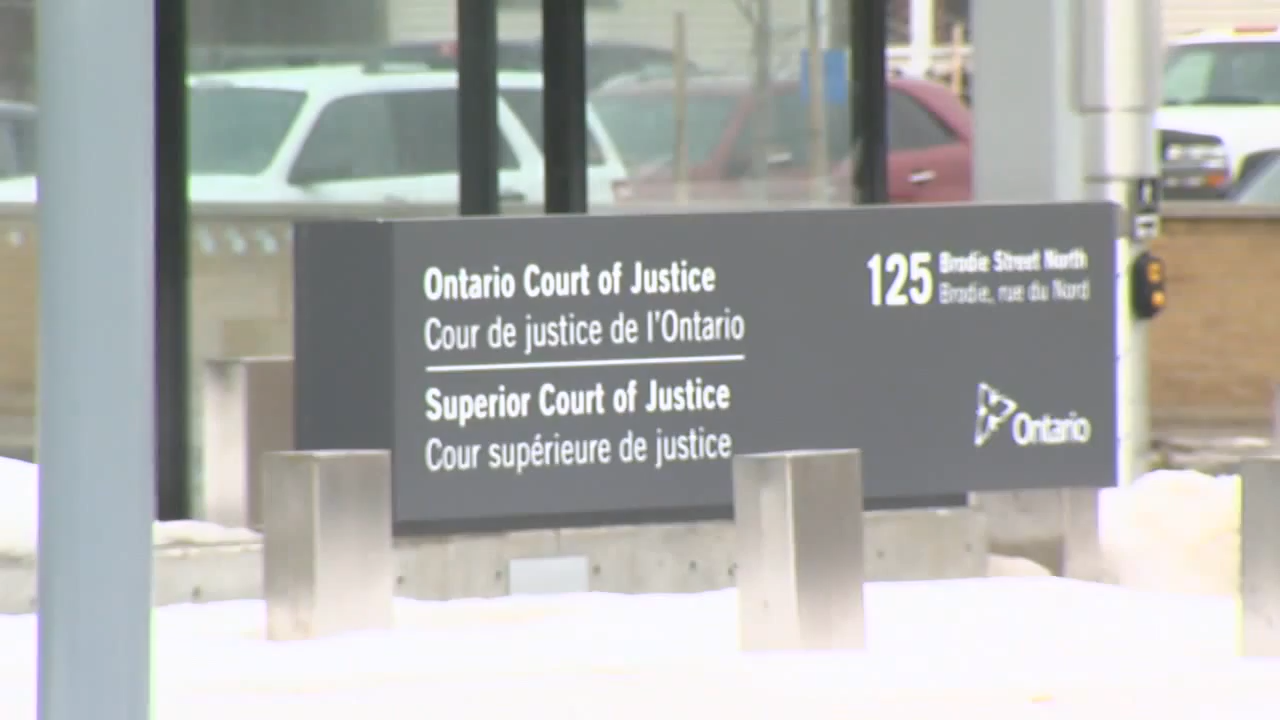 Ontario Court of Justice
Cour de justice de l'Ontario
Superior Court of Justice
Cour supérieure de justice
125 Brodie Street North
Brodie, rue du Nord
Ontario